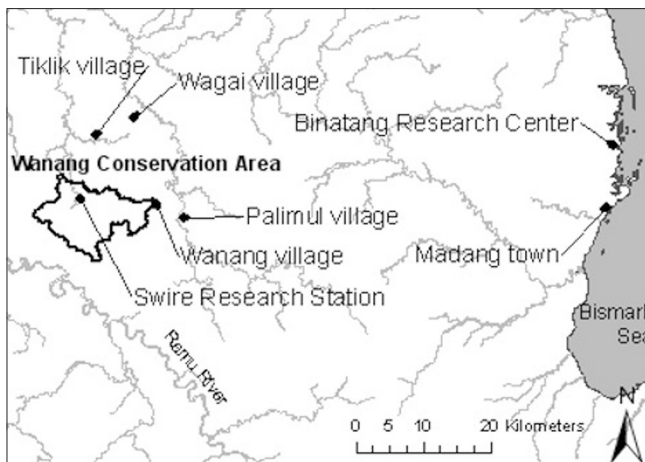 Tiklik village
Wagai village
Binatang Research Center
Wanang Conservation Area
Palimul village
Wanang village
Madang town
Swire Research Station
Bismar
Sea
Ramu River
N
0 5 10 20 Kilometers